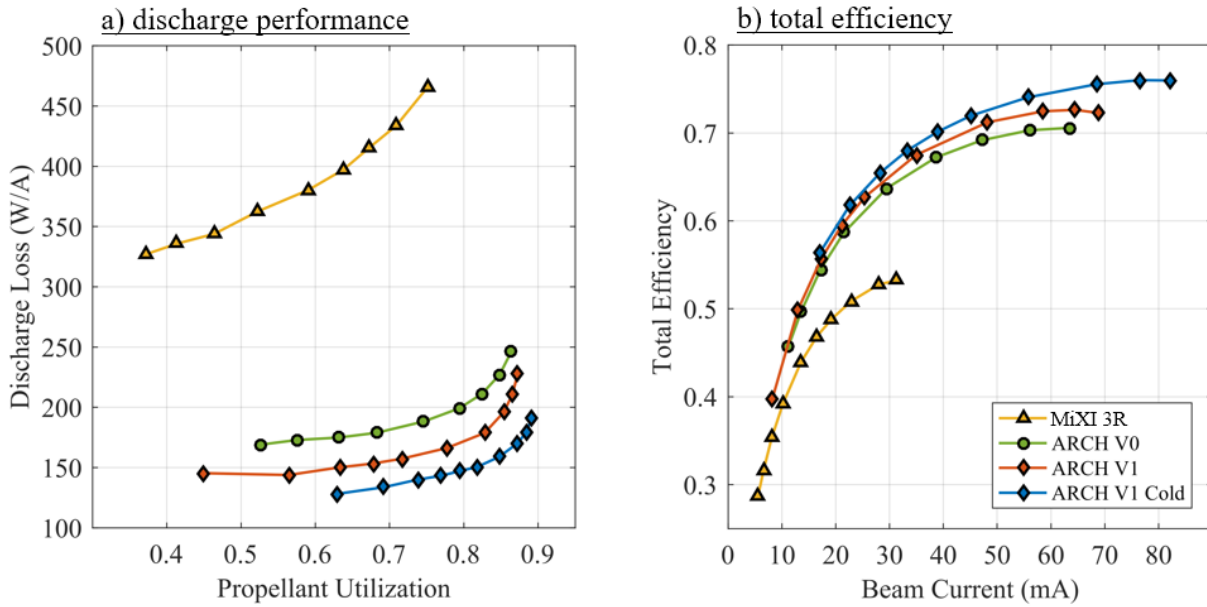 a) discharge performance
500
450
400
350
300
250
200
150
100
0.4 0.5 0.6 0.7 0.8 0.9
Discharge Loss (W/A)
Propellant Utilization
b) total efficiency
0.8
0.7
0.6
0.5
0.4
0.3
0 10 20 30 40 50 60 70 80
Total Efficiency
Beam Current (mA)
MiXI 3R
ARCH V0
ARCH V1
ARCH V1 Cold